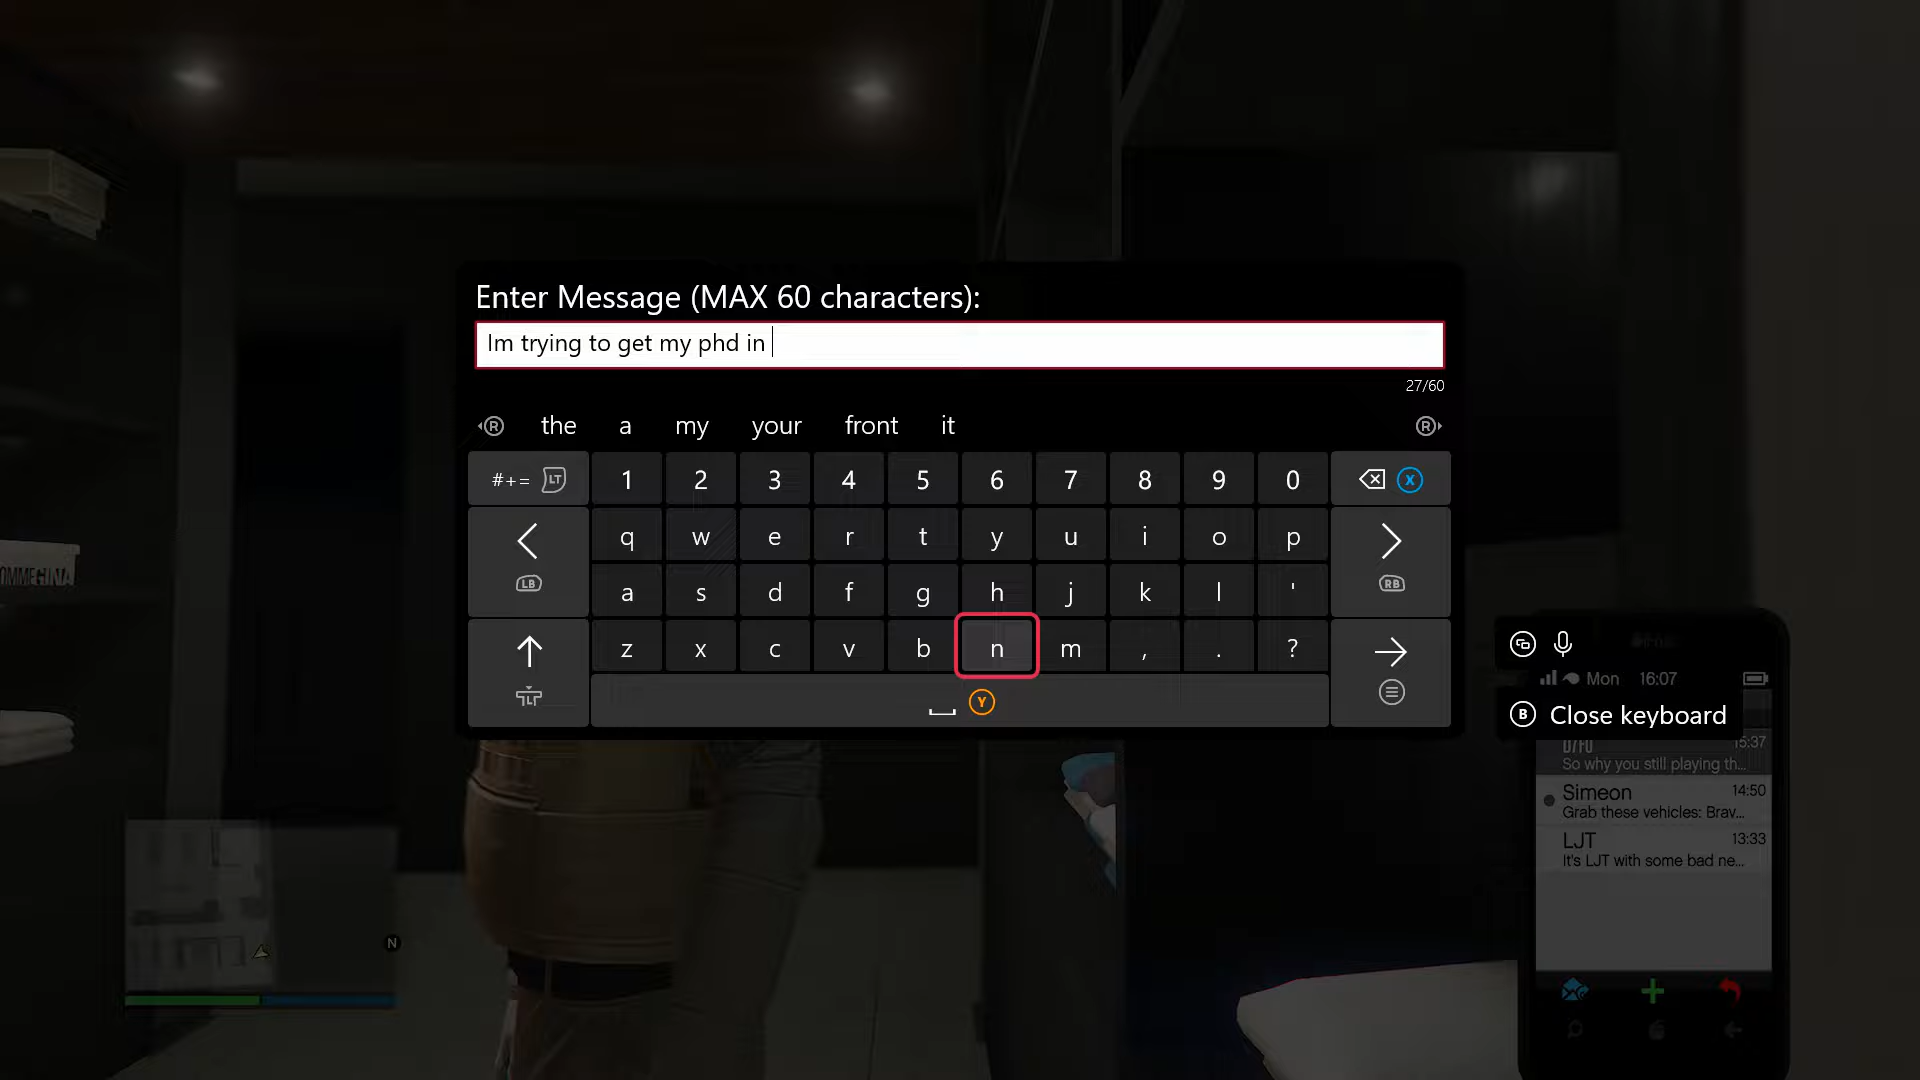 Enter Message (MAX 60 characters):
Im trying to get my phd in
27/60
R the a my your front it R
#+= LT 1 2 3 4 5 6 7 8 9 0 X
q w e r t y u i o p
LB RB
a s d f g h j k l '
z x c v b n m , . ?
Y
Mon 16:07
B Close keyboard
15:37
So why you still playing th...
Simeon 14:50
Grab these vehicles: Brav...
LJT 13:33
It's LJT with some bad ne...
N